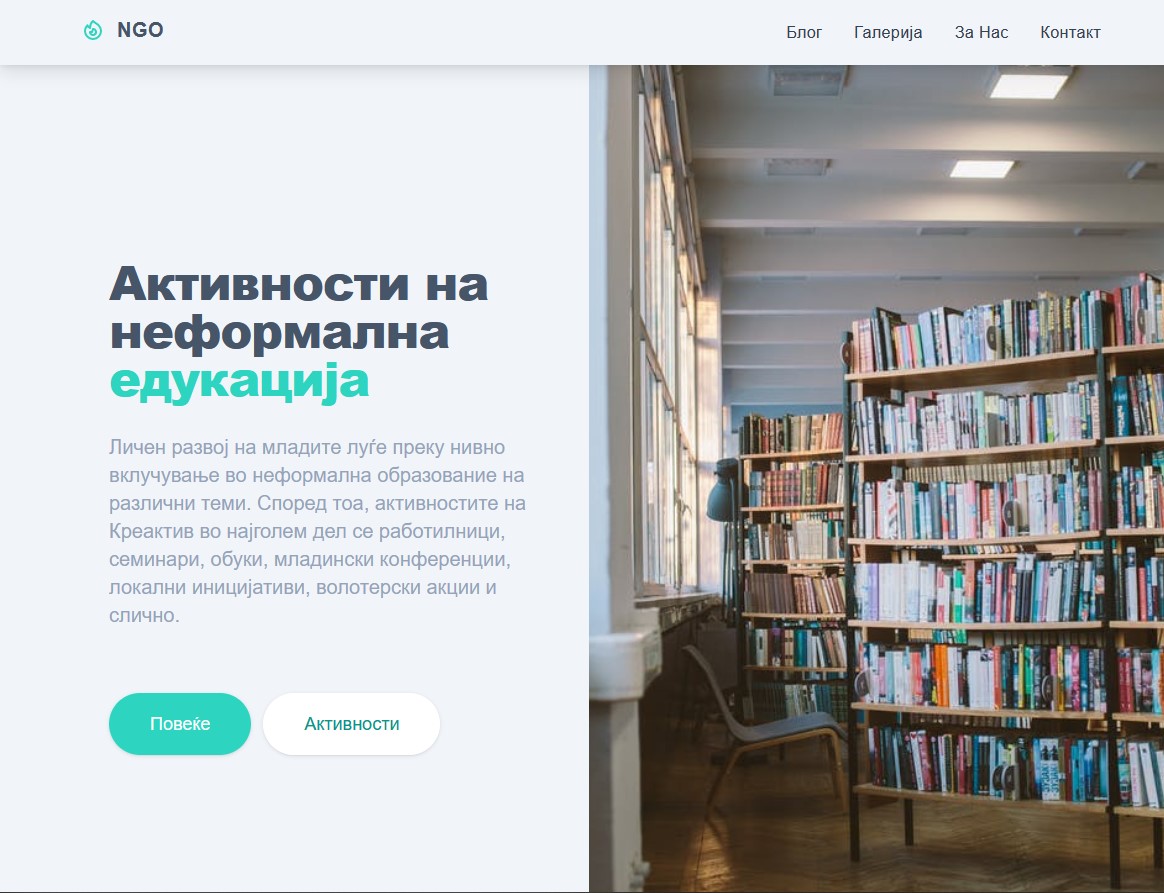 NGO
Блог
Галерија
За Нас
Контакт
Активности на
неформална
едукација
Личен развој на младите луѓе преку нивно
вклучување во неформална образование на
различни теми. Според тоа, активностите на
Креактив во најголем дел се работилници,
семинари, обуки, младински конференции,
локални иницијативи, волотерски акции и
слично.
Повеќе
Активности